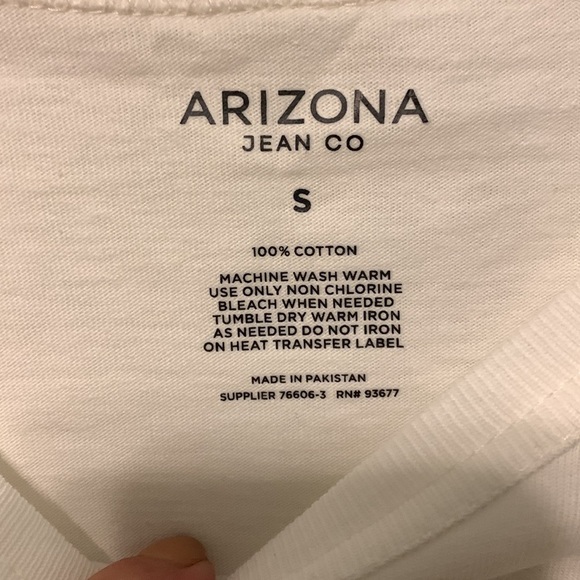 ARIZONA
JEAN CO
S
100% COTTON
MACHINE WASH WARM
USE ONLY NON CHLORINE
BLEACH WHEN NEEDED
TUMBLE DRY WARM IRON
AS NEEDED DO NOT IRON
ON HEAT TRANSFER LABEL
MADE IN PAKISTAN
SUPPLIER 76606-3 RN# 93677